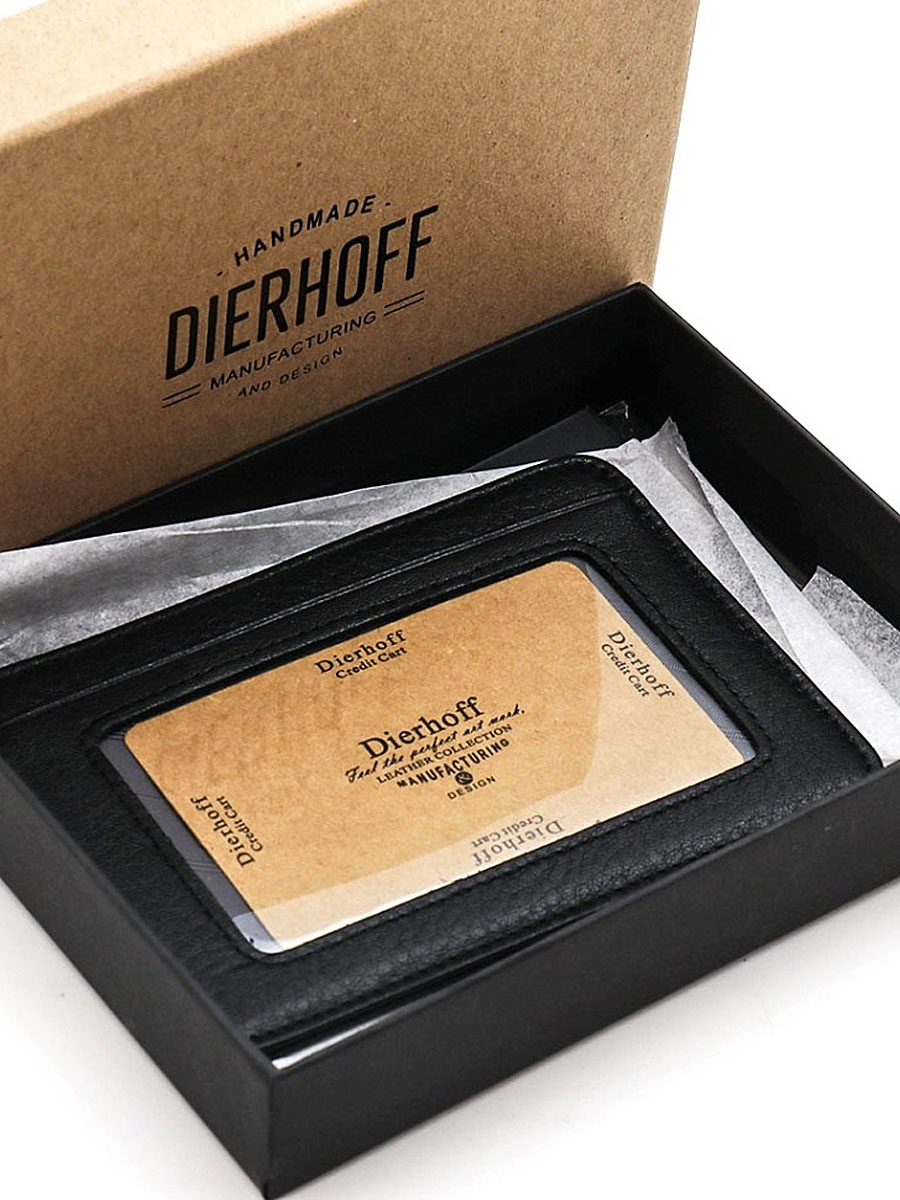 - HANDMADE -
DIERHOFF
MANUFACTURING
AND DESIGN
Dierhoff
Credit Cart
Dierhoff
Credit Cart
Dierhoff
Feel the perfect art mark.
LEATHER COLLECTION
MANUFACTURING
&
DESIGN
Dierhoff
Credit Cart
Dierhoff
Credit Cart